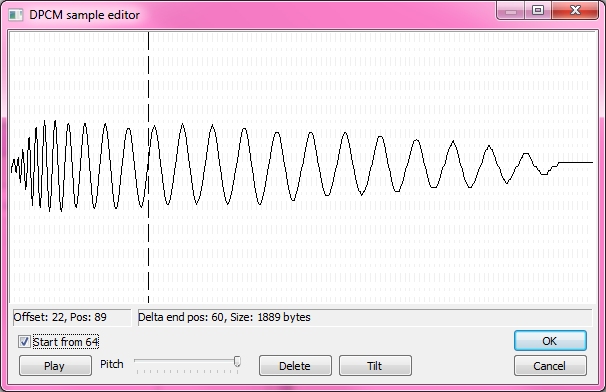 DPCM sample editor
Offset: 22, Pos: 89
Delta end pos: 60, Size: 1889 bytes
Start from 64
OK
Play
Pitch
Delete
Tilt
Cancel